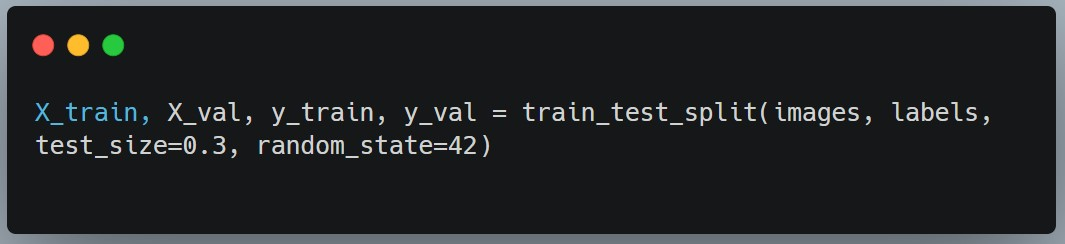 X_train, X_val, y_train, y_val = train_test_split(images, labels,
test_size=0.3, random_state=42)